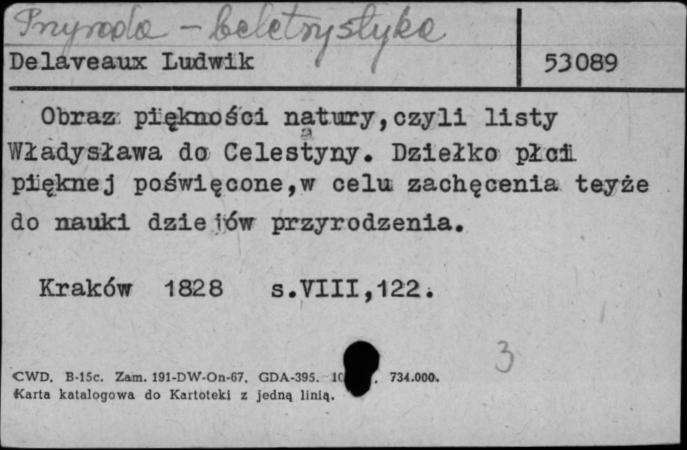 Przyroda - beletrystyka
Delaveaux Ludwik 53089
Obraz piękności natury, czyli listy
Władysława do Celestyny. Dziełko płci
pięknej poświęcone, w celu zachęcenia teyże
do nauki dziejów przyrodzenia.
Kraków 1828 s.VIII,122.
3
CWD. B-15c. Zam. 191-DW-On-67. GDA-395. 734.000.
Karta katalogowa do Kartoteki z jedną linią.